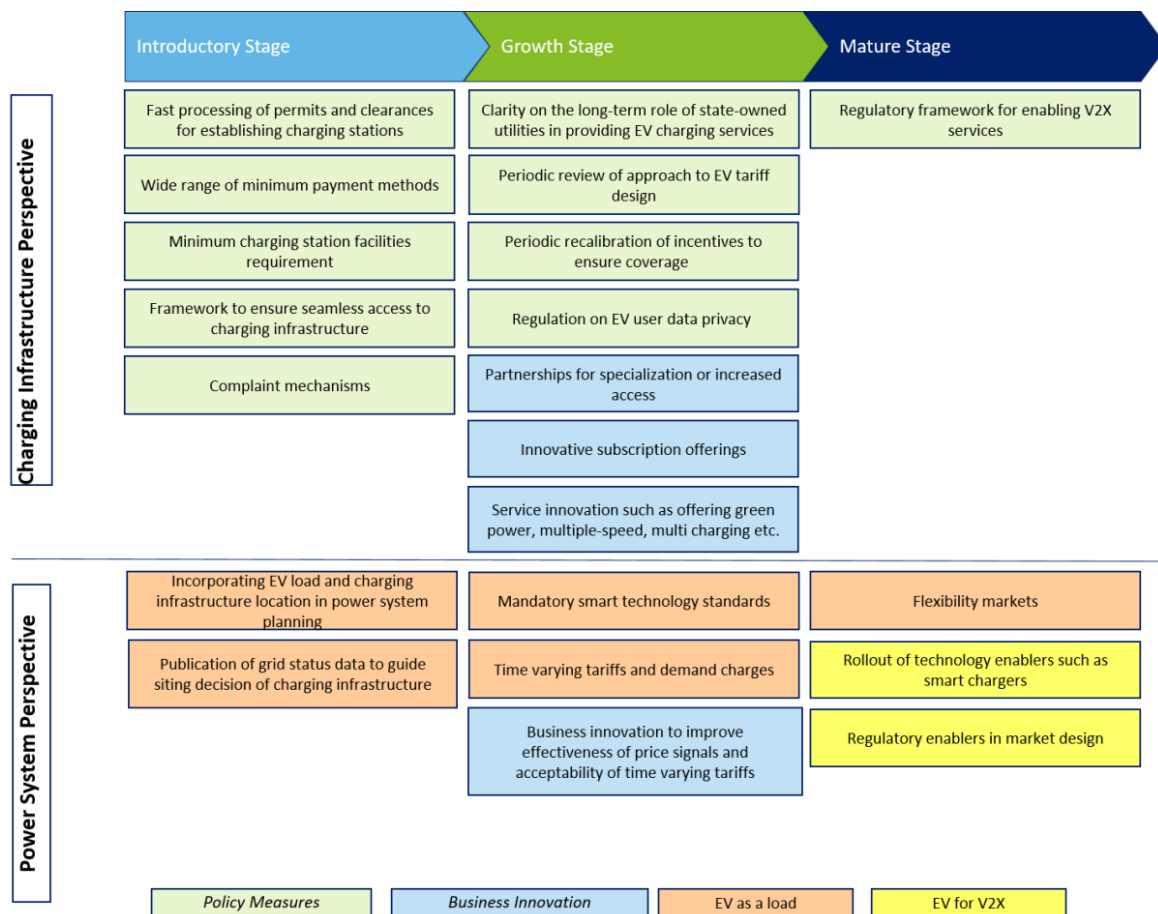 Introductory Stage
Growth Stage
Mature Stage
Charging Infrastructure Perspective
Fast processing of permits and clearances
for establishing charging stations
Wide range of minimum payment methods
Minimum charging station facilities
requirement
Framework to ensure seamless access to
charging infrastructure
Complaint mechanisms
Clarity on the long-term role of state-owned
utilities in providing EV charging services
Periodic review of approach to EV tariff
design
Periodic recalibration of incentives to
ensure coverage
Regulation on EV user data privacy
Partnerships for specialization or increased
access
Innovative subscription offerings
Service innovation such as offering green
power, multiple-speed, multi charging etc.
Regulatory framework for enabling V2X
services
Power System Perspective
Incorporating EV load and charging
infrastructure location in power system
planning
Publication of grid status data to guide
siting decision of charging infrastructure
Mandatory smart technology standards
Time varying tariffs and demand charges
Business innovation to improve
effectiveness of price signals and
acceptability of time varying tariffs
Flexibility markets
Rollout of technology enablers such as
smart chargers
Regulatory enablers in market design
Policy Measures
Business Innovation
EV as a load
EV for V2X